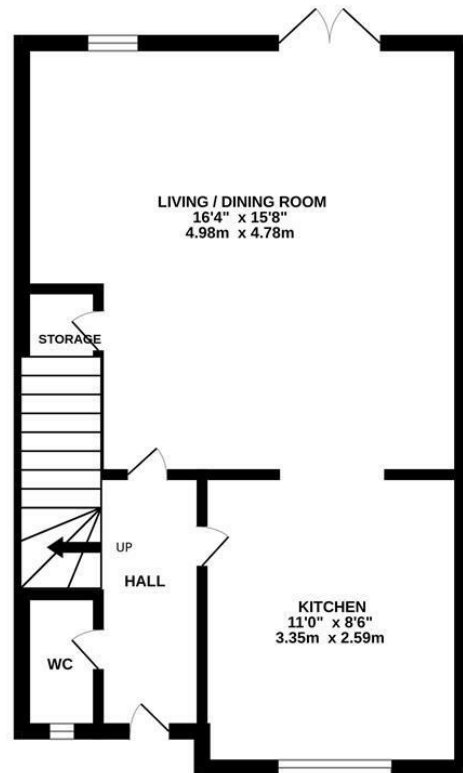 LIVING / DINING ROOM
16'4" x 15'8"
4.98m x 4.78m
STORAGE
UP
HALL
KITCHEN
11'0" x 8'6"
3.35m x 2.59m
WC